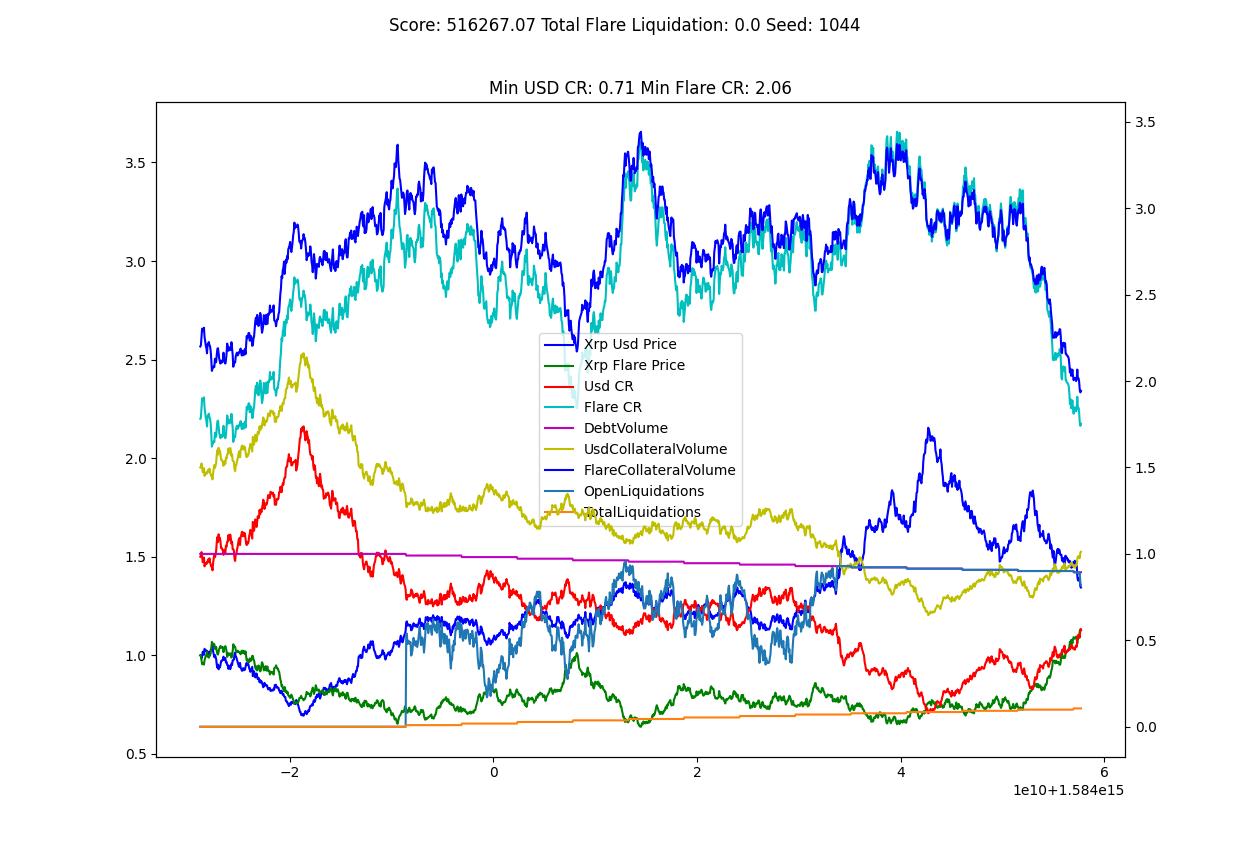 Score: 516267.07 Total Flare Liquidation: 0.0 Seed: 1044
Min USD CR: 0.71 Min Flare CR: 2.06
3.5
3.0
2.5
2.0
1.5
1.0
0.5
3.5
3.0
2.5
2.0
1.5
1.0
0.5
0.0
Xrp Usd Price
Xrp Flare Price
Usd CR
Flare CR
DebtVolume
UsdCollateralVolume
FlareCollateralVolume
OpenLiquidations
TotalLiquidations
−2 0 2 4 6
1e10+1.584e15